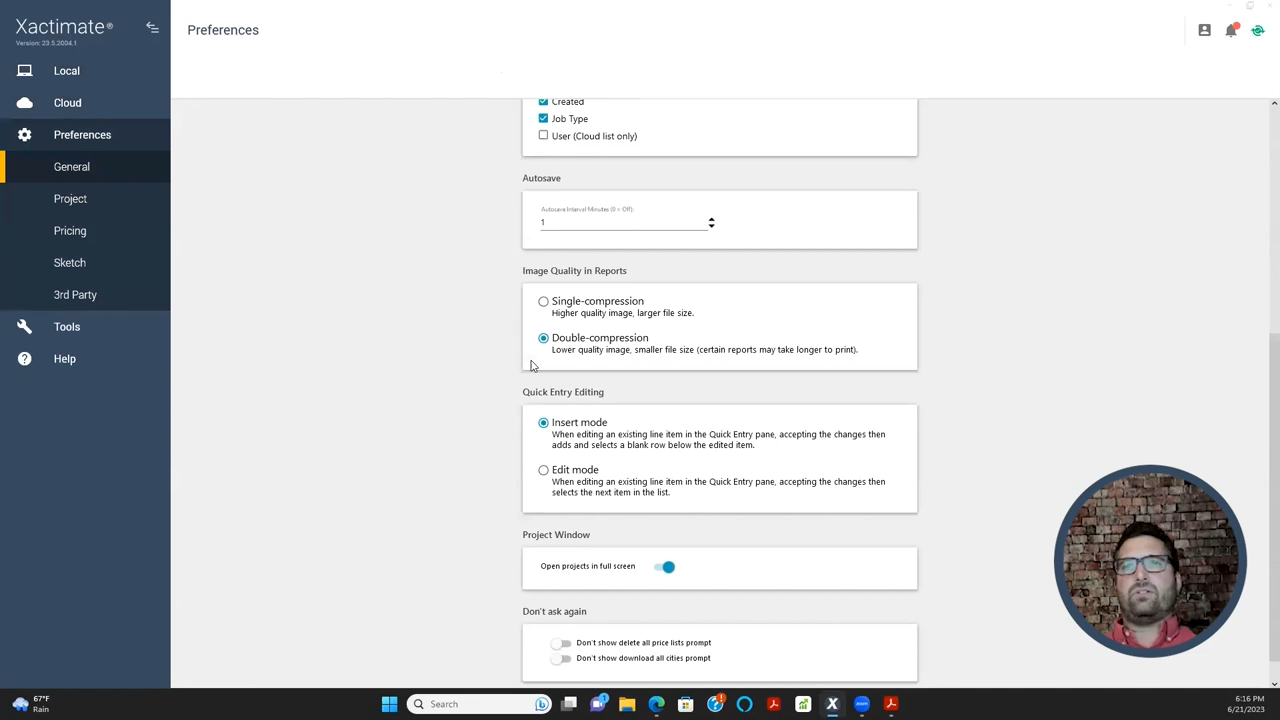 Xactimate®
Version: 23.5.2004.1
Preferences
Local
Cloud
Preferences
General
Project
Pricing
Sketch
3rd Party
Tools
Help
Created
Job Type
User (Cloud list only)
Autosave
Autosave Interval Minutes (0 = Off):
1
Image Quality in Reports
Single-compression
Higher quality image, larger file size.
Double-compression
Lower quality image, smaller file size (certain reports may take longer to print).
Quick Entry Editing
Insert mode
When editing an existing line item in the Quick Entry pane, accepting the changes then
adds and selects a blank row below the edited item.
Edit mode
When editing an existing line item in the Quick Entry pane, accepting the changes then
selects the next item in the list.
Project Window
Open projects in full screen
Don't ask again
Don't show delete all price lists prompt
Don't show download all cities prompt
67°F
Rain
Search
1
6:16 PM
6/21/2023